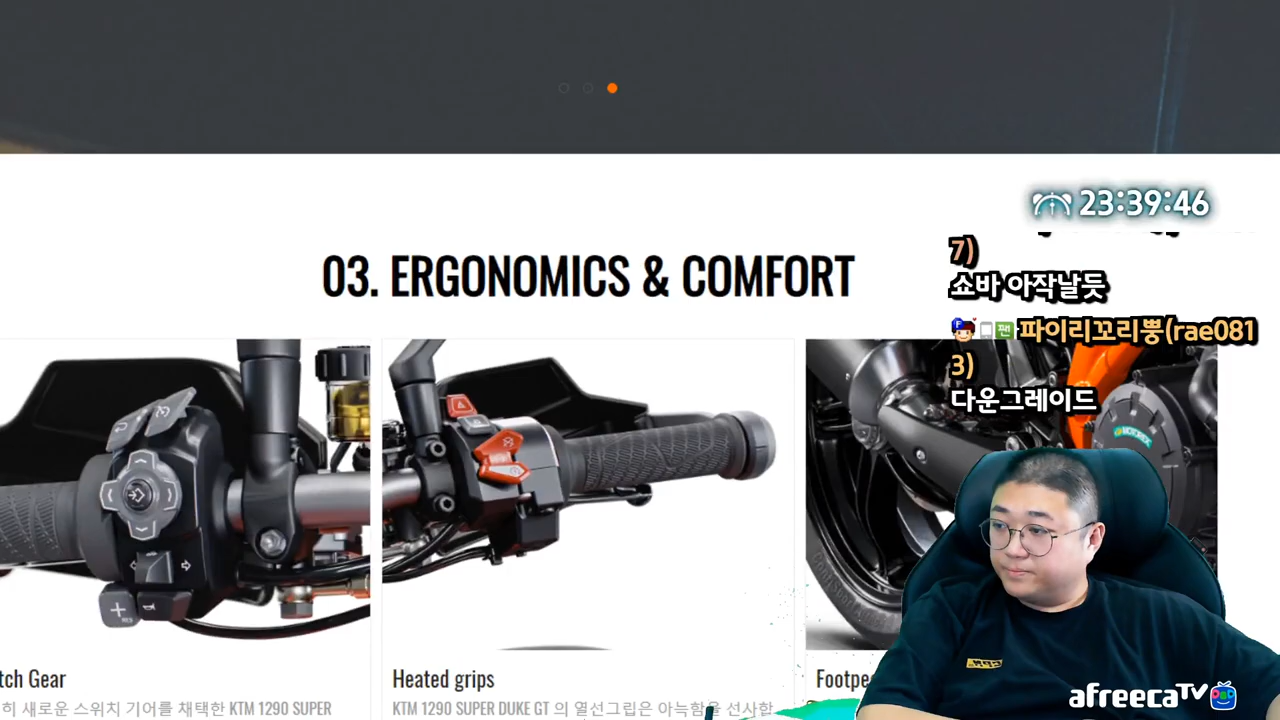 23:39:46
7)
쇼바 아작날듯
03. ERGONOMICS & COMFORT
짼 파이리꼬리뿡(rae081
3)
다운그레이드
MOTOREX
tch Gear
Heated grips
Footpe
히 새로운 스위치 기어를 채택한 KTM 1290 SUPER
KTM 1290 SUPER DUKE GT 의 열선그립은 아늑함을 선사합
afreecaTV